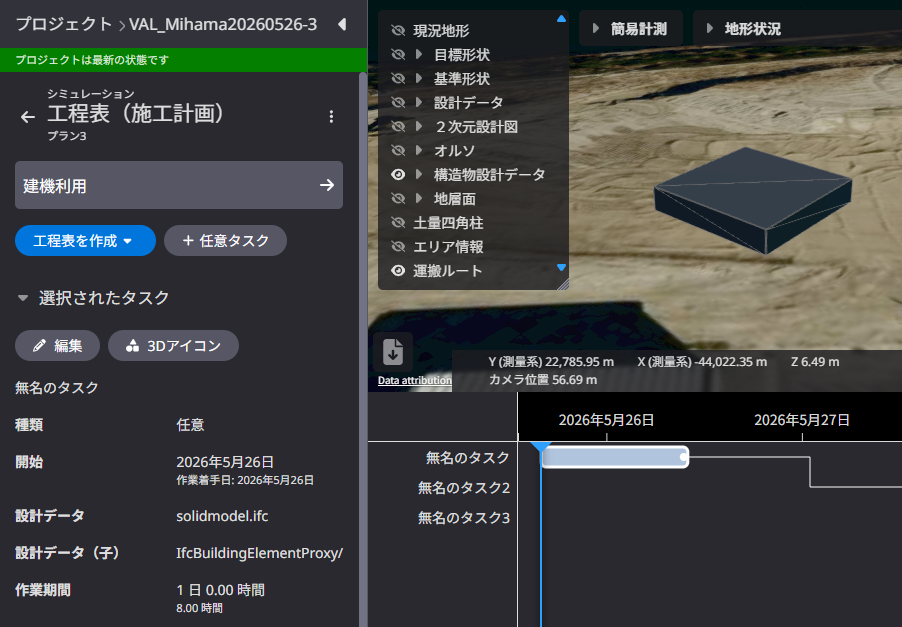 プロジェクト > VAL_Mihama20260526-3
プロジェクトは最新の状態です
シミュレーション
工程表（施工計画）
プラン3
建機利用
工程表を作成
+ 任意タスク
選択されたタスク
編集
3Dアイコン
無名のタスク
種類 任意
開始 2026年5月26日
作業着手日: 2026年5月26日
設計データ solidmodel.ifc
設計データ（子） IfcBuildingElementProxy/
作業期間 1 日 0.00 時間
8.00 時間
現況地形
目標形状
基準形状
設計データ
２次元設計図
オルソ
構造物設計データ
地層面
土量四角柱
エリア情報
運搬ルート
簡易計測
地形状況
Data attribution
Y (測量系) 22,785.95 m X (測量系) -44,022.35 m Z 6.49 m
カメラ位置 56.69 m
2026年5月26日 2026年5月27日
無名のタスク
無名のタスク2
無名のタスク3